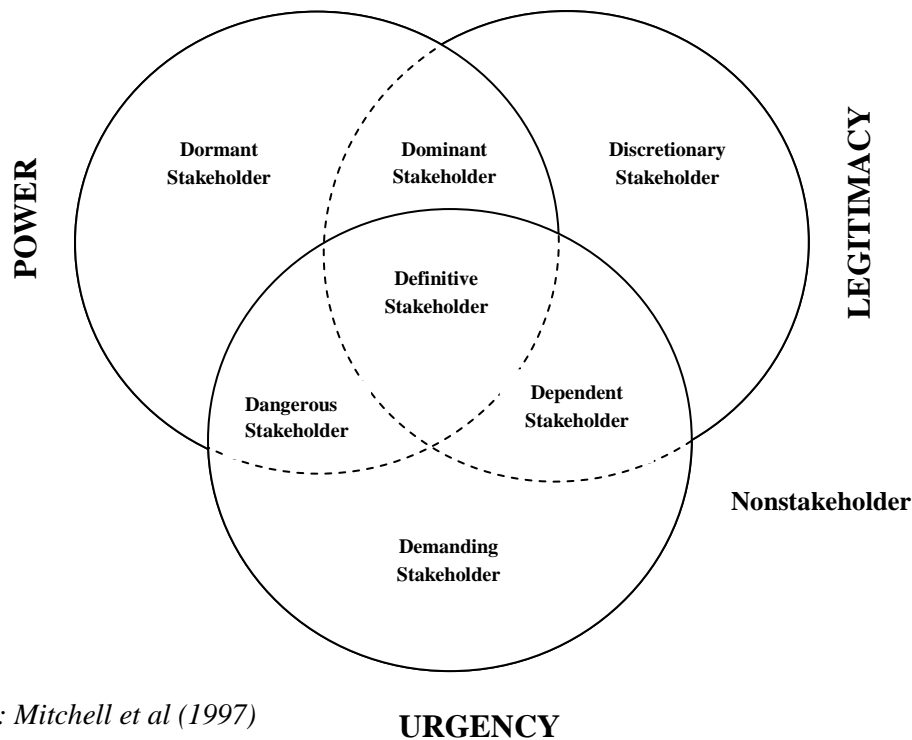 POWER
LEGITIMACY
Dormant
Stakeholder
Dominant
Stakeholder
Discretionary
Stakeholder
Definitive
Stakeholder
Dangerous
Stakeholder
Dependent
Stakeholder
Nonstakeholder
Demanding
Stakeholder
: Mitchell et al (1997)
URGENCY